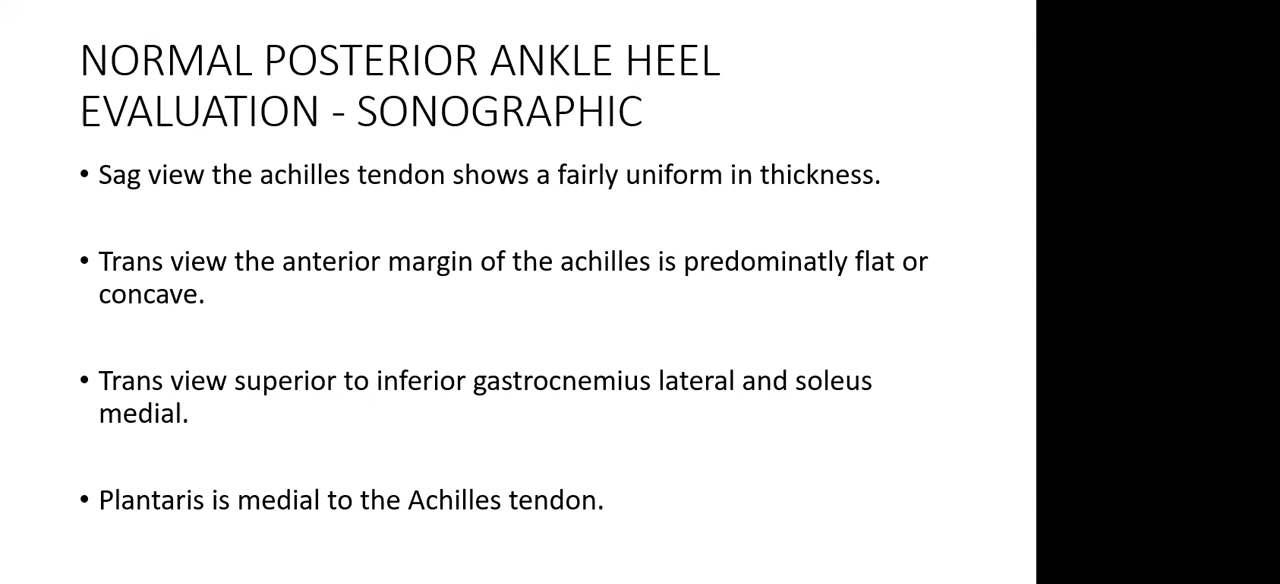 NORMAL POSTERIOR ANKLE HEEL
EVALUATION - SONOGRAPHIC
• Sag view the achilles tendon shows a fairly uniform in thickness.
• Trans view the anterior margin of the achilles is predominatly flat or
concave.
• Trans view superior to inferior gastrocnemius lateral and soleus
medial.
• Plantaris is medial to the Achilles tendon.